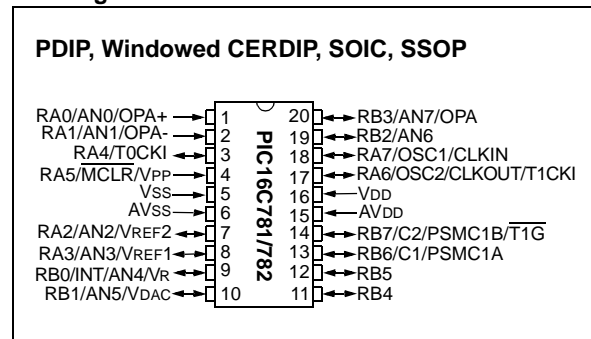 PDIP, Windowed CERDIP, SOIC, SSOP
RA0/AN0/OPA+ 1 20 RB3/AN7/OPA
RA1/AN1/OPA- 2 19 RB2/AN6
RA4/T0CKI 3 18 RA7/OSC1/CLKIN
RA5/MCLR/VPP 4 17 RA6/OSC2/CLKOUT/T1CKI
VSS 5 16 VDD
AVSS 6 15 AVDD
RA2/AN2/VREF2 7 14 RB7/C2/PSMC1B/T1G
RA3/AN3/VREF1 8 13 RB6/C1/PSMC1A
RB0/INT/AN4/VR 9 12 RB5
RB1/AN5/VDAC 10 11 RB4
PIC16C781/782